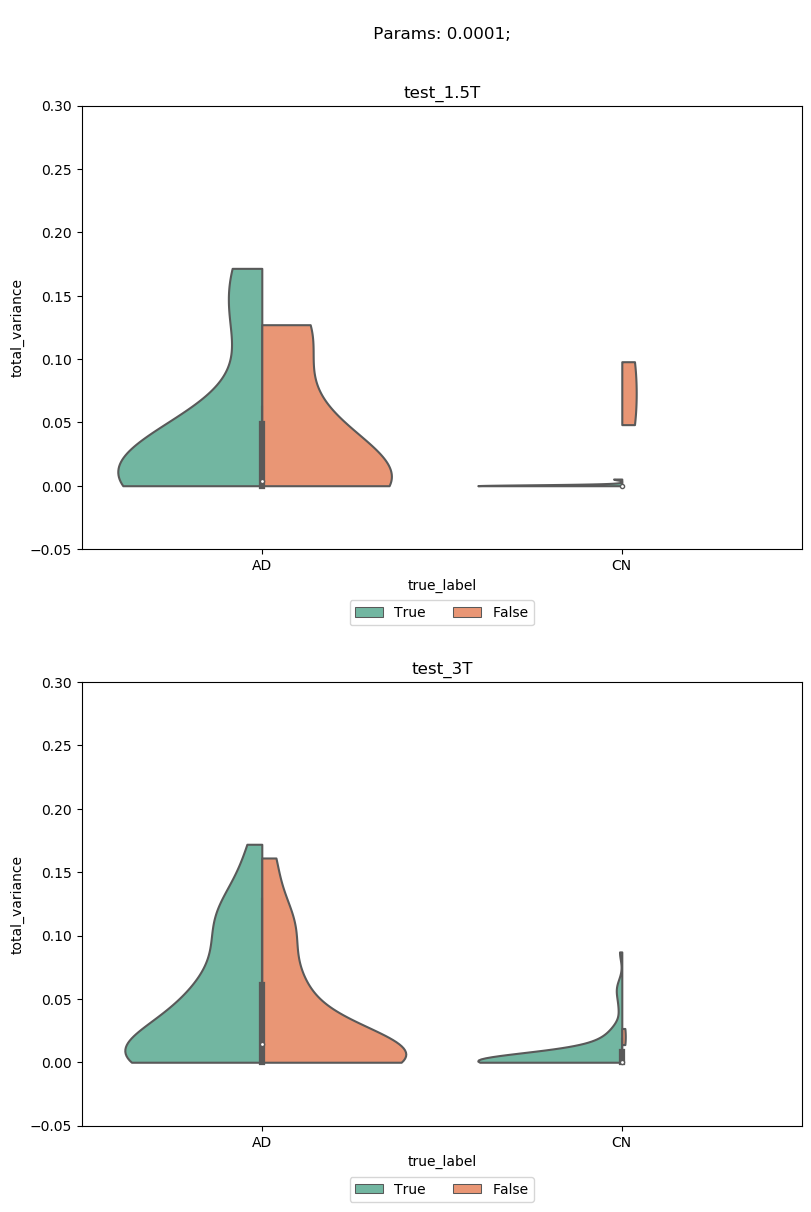 Params: 0.0001;
test_1.5T
0.30
0.25
0.20
0.15
0.10
0.05
0.00
−0.05
total_variance
AD CN
true_label
True False
test_3T
0.30
0.25
0.20
0.15
0.10
0.05
0.00
−0.05
total_variance
AD CN
true_label
True False